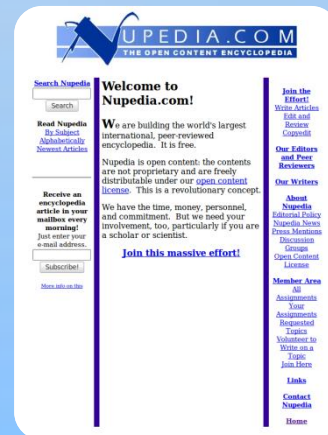 NUPEDIA.COM
THE OPEN CONTENT ENCYCLOPEDIA
Search Nupedia
Search
Read Nupedia
By Subject
Alphabetically
Newest Articles
Receive an
encyclopedia
article in your
mailbox every
morning!
Just enter your
e-mail address.
Subscribe!
More info on this
Welcome to
Nupedia.com!
We are building the world's largest
international, peer-reviewed
encyclopedia. It is free.
Nupedia is open content: the contents
are not proprietary and are freely
distributable under our open content
license. This is a revolutionary concept.
We have the time, money, personnel,
and commitment. But we need your
involvement, too, particularly if you are
a scholar or scientist.
Join this massive effort!
Join the
Effort!
Write Articles
Edit and
Review
Copyedit
Our Editors
and Peer
Reviewers
Our Writers
About
Nupedia
Editorial Policy
Nupedia News
Press Mentions
Discussion
Groups
Open Content
License
Member Area
All
Assignments
Your
Assignments
Requested
Topics
Volunteer to
Write on a
Topic
Join Here
Links
Contact
Nupedia
Home